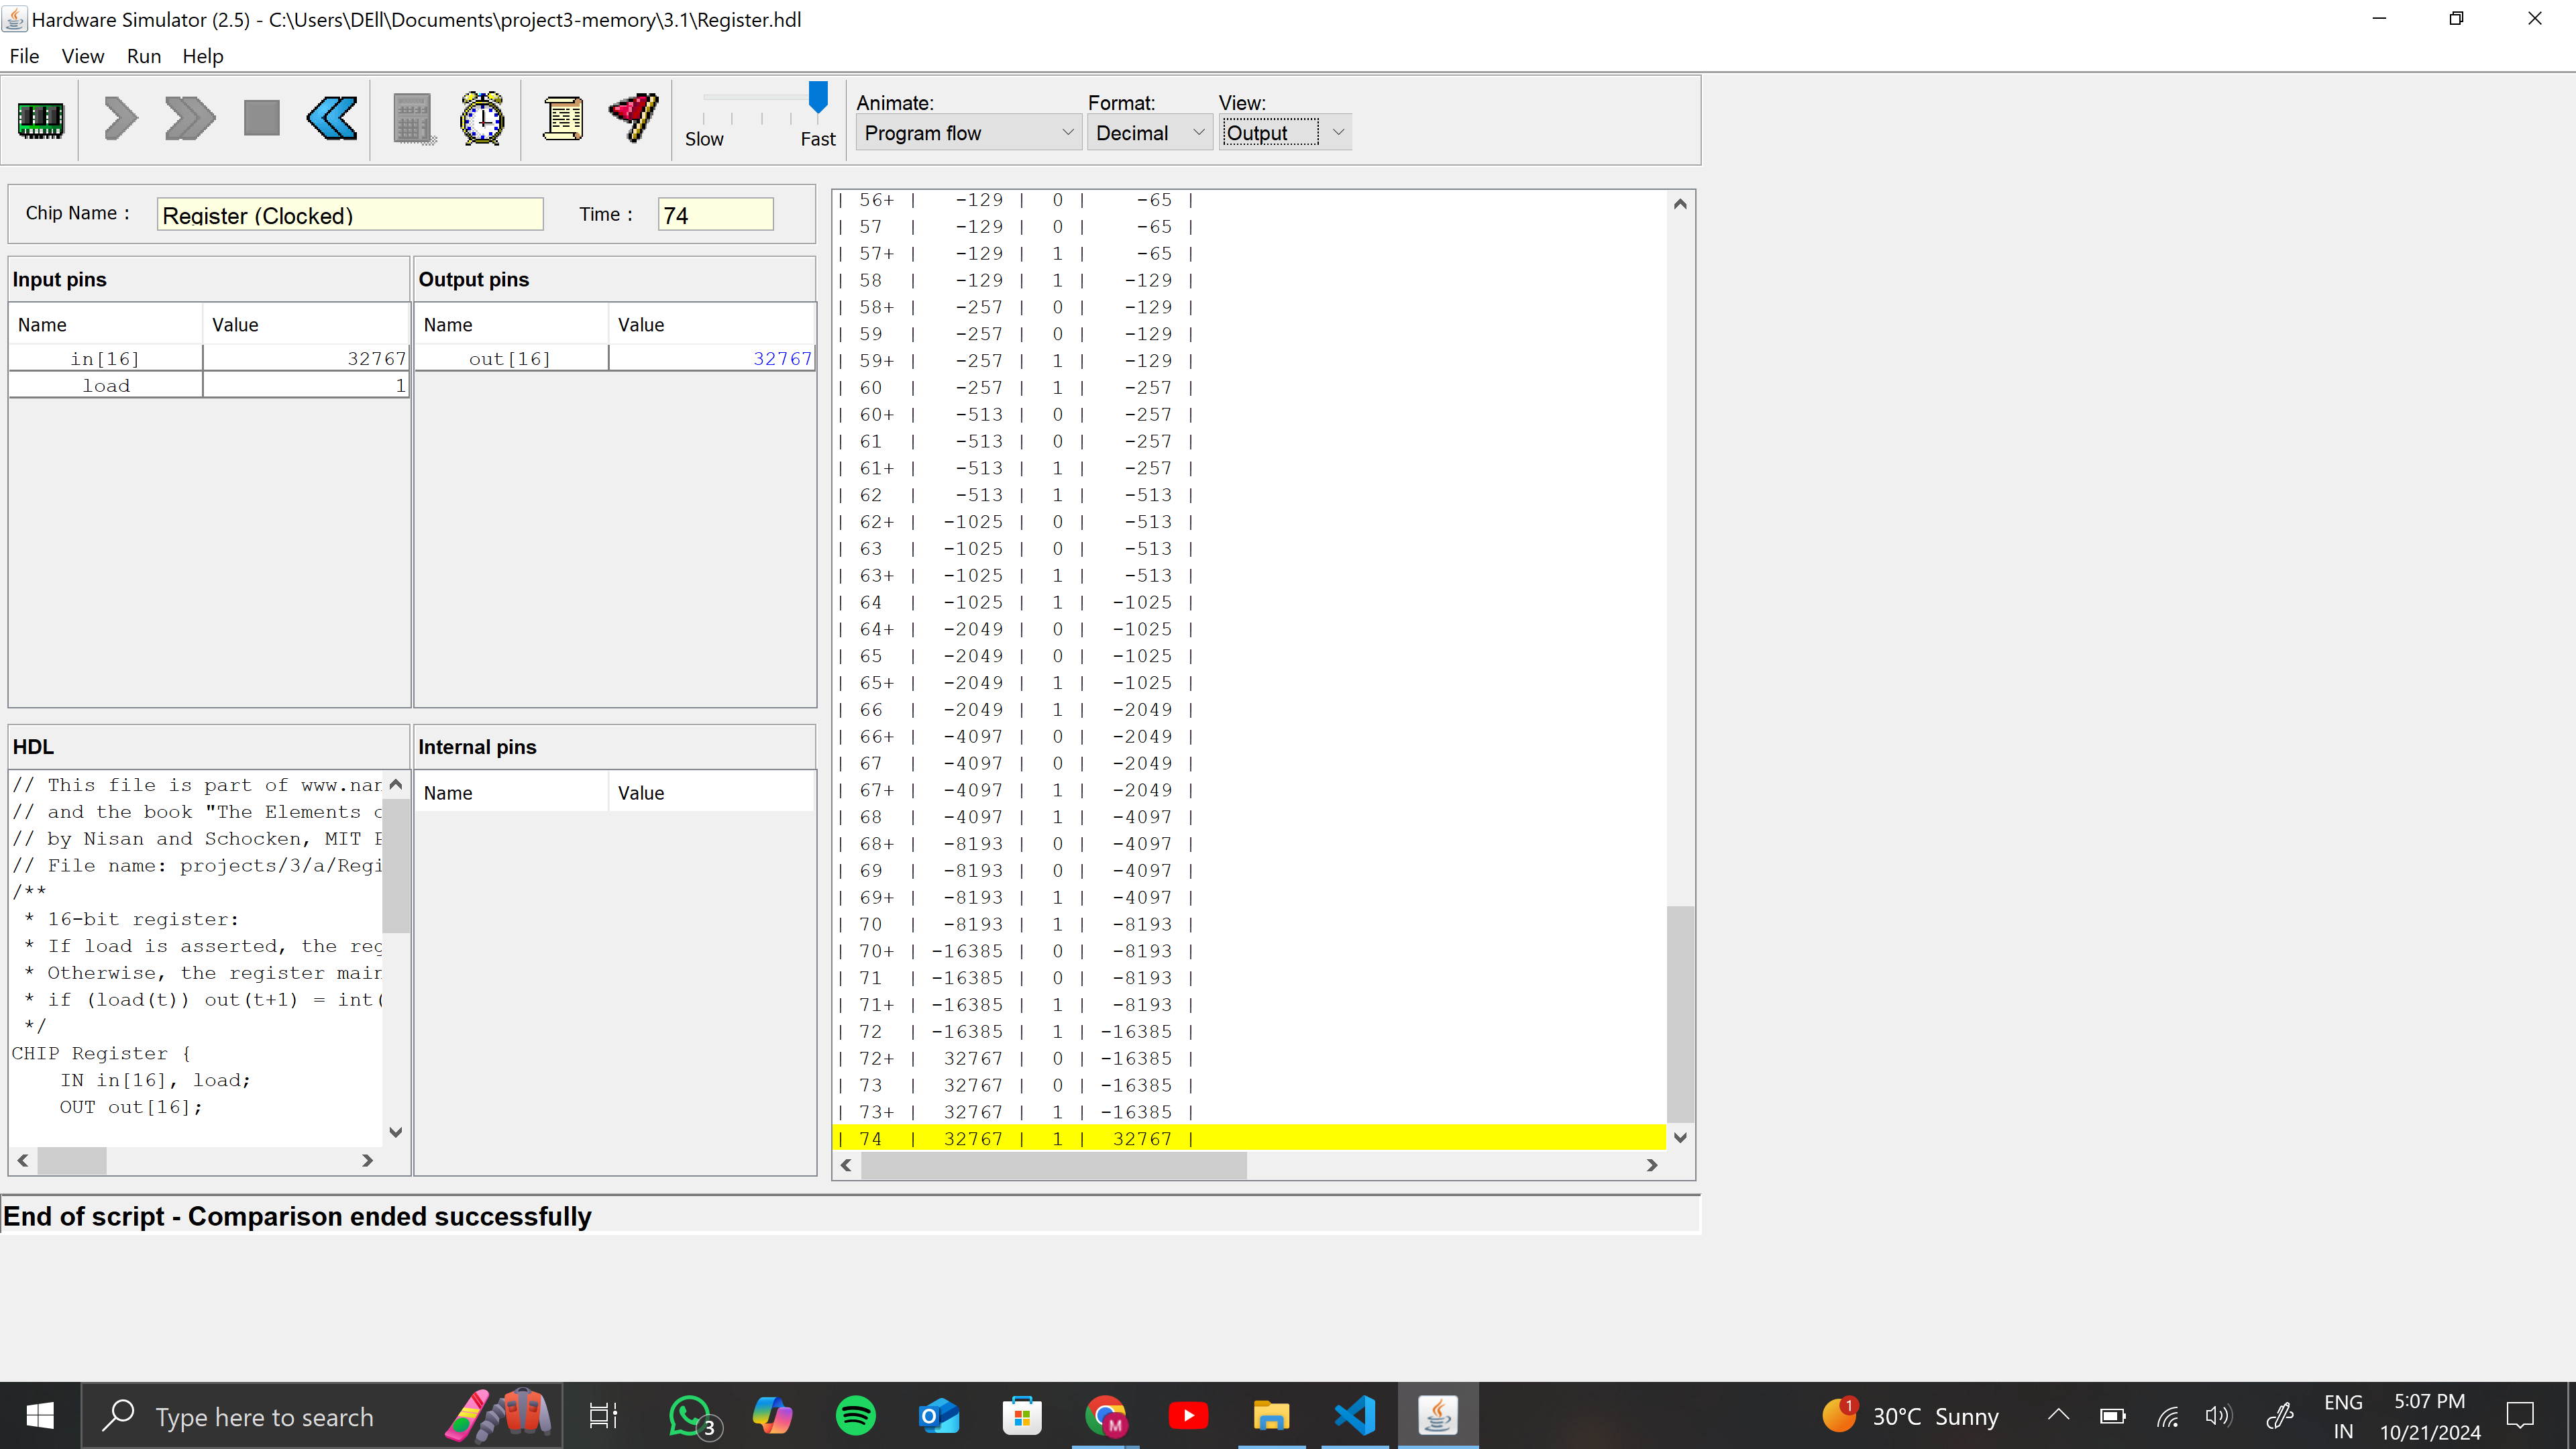 Hardware Simulator (2.5) - C:\Users\DEll\Documents\project3-memory\3.1\Register.hdl
File View Run Help
Slow Fast
Animate: Format: View:
Program flow Decimal Output
Chip Name : Register (Clocked) Time : 74
Input pins
Name Value
in[16] 32767
load 1
Output pins
Name Value
out[16] 32767
HDL
// This file is part of www.nan
// and the book "The Elements
// by Nisan and Schocken, MIT
// File name: projects/3/a/Regi
/**
* 16-bit register:
* If load is asserted, the reg
* Otherwise, the register main
* if (load(t)) out(t+1) = int(
*/
CHIP Register {
IN in[16], load;
OUT out[16];
Internal pins
Name Value
| 56+ | -129 | 0 | -65 |
| 57 | -129 | 0 | -65 |
| 57+ | -129 | 1 | -65 |
| 58 | -129 | 1 | -129 |
| 58+ | -257 | 0 | -129 |
| 59 | -257 | 0 | -129 |
| 59+ | -257 | 1 | -129 |
| 60 | -257 | 1 | -257 |
| 60+ | -513 | 0 | -257 |
| 61 | -513 | 0 | -257 |
| 61+ | -513 | 1 | -257 |
| 62 | -513 | 1 | -513 |
| 62+ | -1025 | 0 | -513 |
| 63 | -1025 | 0 | -513 |
| 63+ | -1025 | 1 | -513 |
| 64 | -1025 | 1 | -1025 |
| 64+ | -2049 | 0 | -1025 |
| 65 | -2049 | 0 | -1025 |
| 65+ | -2049 | 1 | -1025 |
| 66 | -2049 | 1 | -2049 |
| 66+ | -4097 | 0 | -2049 |
| 67 | -4097 | 0 | -2049 |
| 67+ | -4097 | 1 | -2049 |
| 68 | -4097 | 1 | -4097 |
| 68+ | -8193 | 0 | -4097 |
| 69 | -8193 | 0 | -4097 |
| 69+ | -8193 | 1 | -4097 |
| 70 | -8193 | 1 | -8193 |
| 70+ | -16385 | 0 | -8193 |
| 71 | -16385 | 0 | -8193 |
| 71+ | -16385 | 1 | -8193 |
| 72 | -16385 | 1 | -16385 |
| 72+ | 32767 | 0 | -16385 |
| 73 | 32767 | 0 | -16385 |
| 73+ | 32767 | 1 | -16385 |
| 74 | 32767 | 1 | 32767 |
End of script - Comparison ended successfully
Type here to search
3
M
1
30°C Sunny
ENG
IN
5:07 PM
10/21/2024